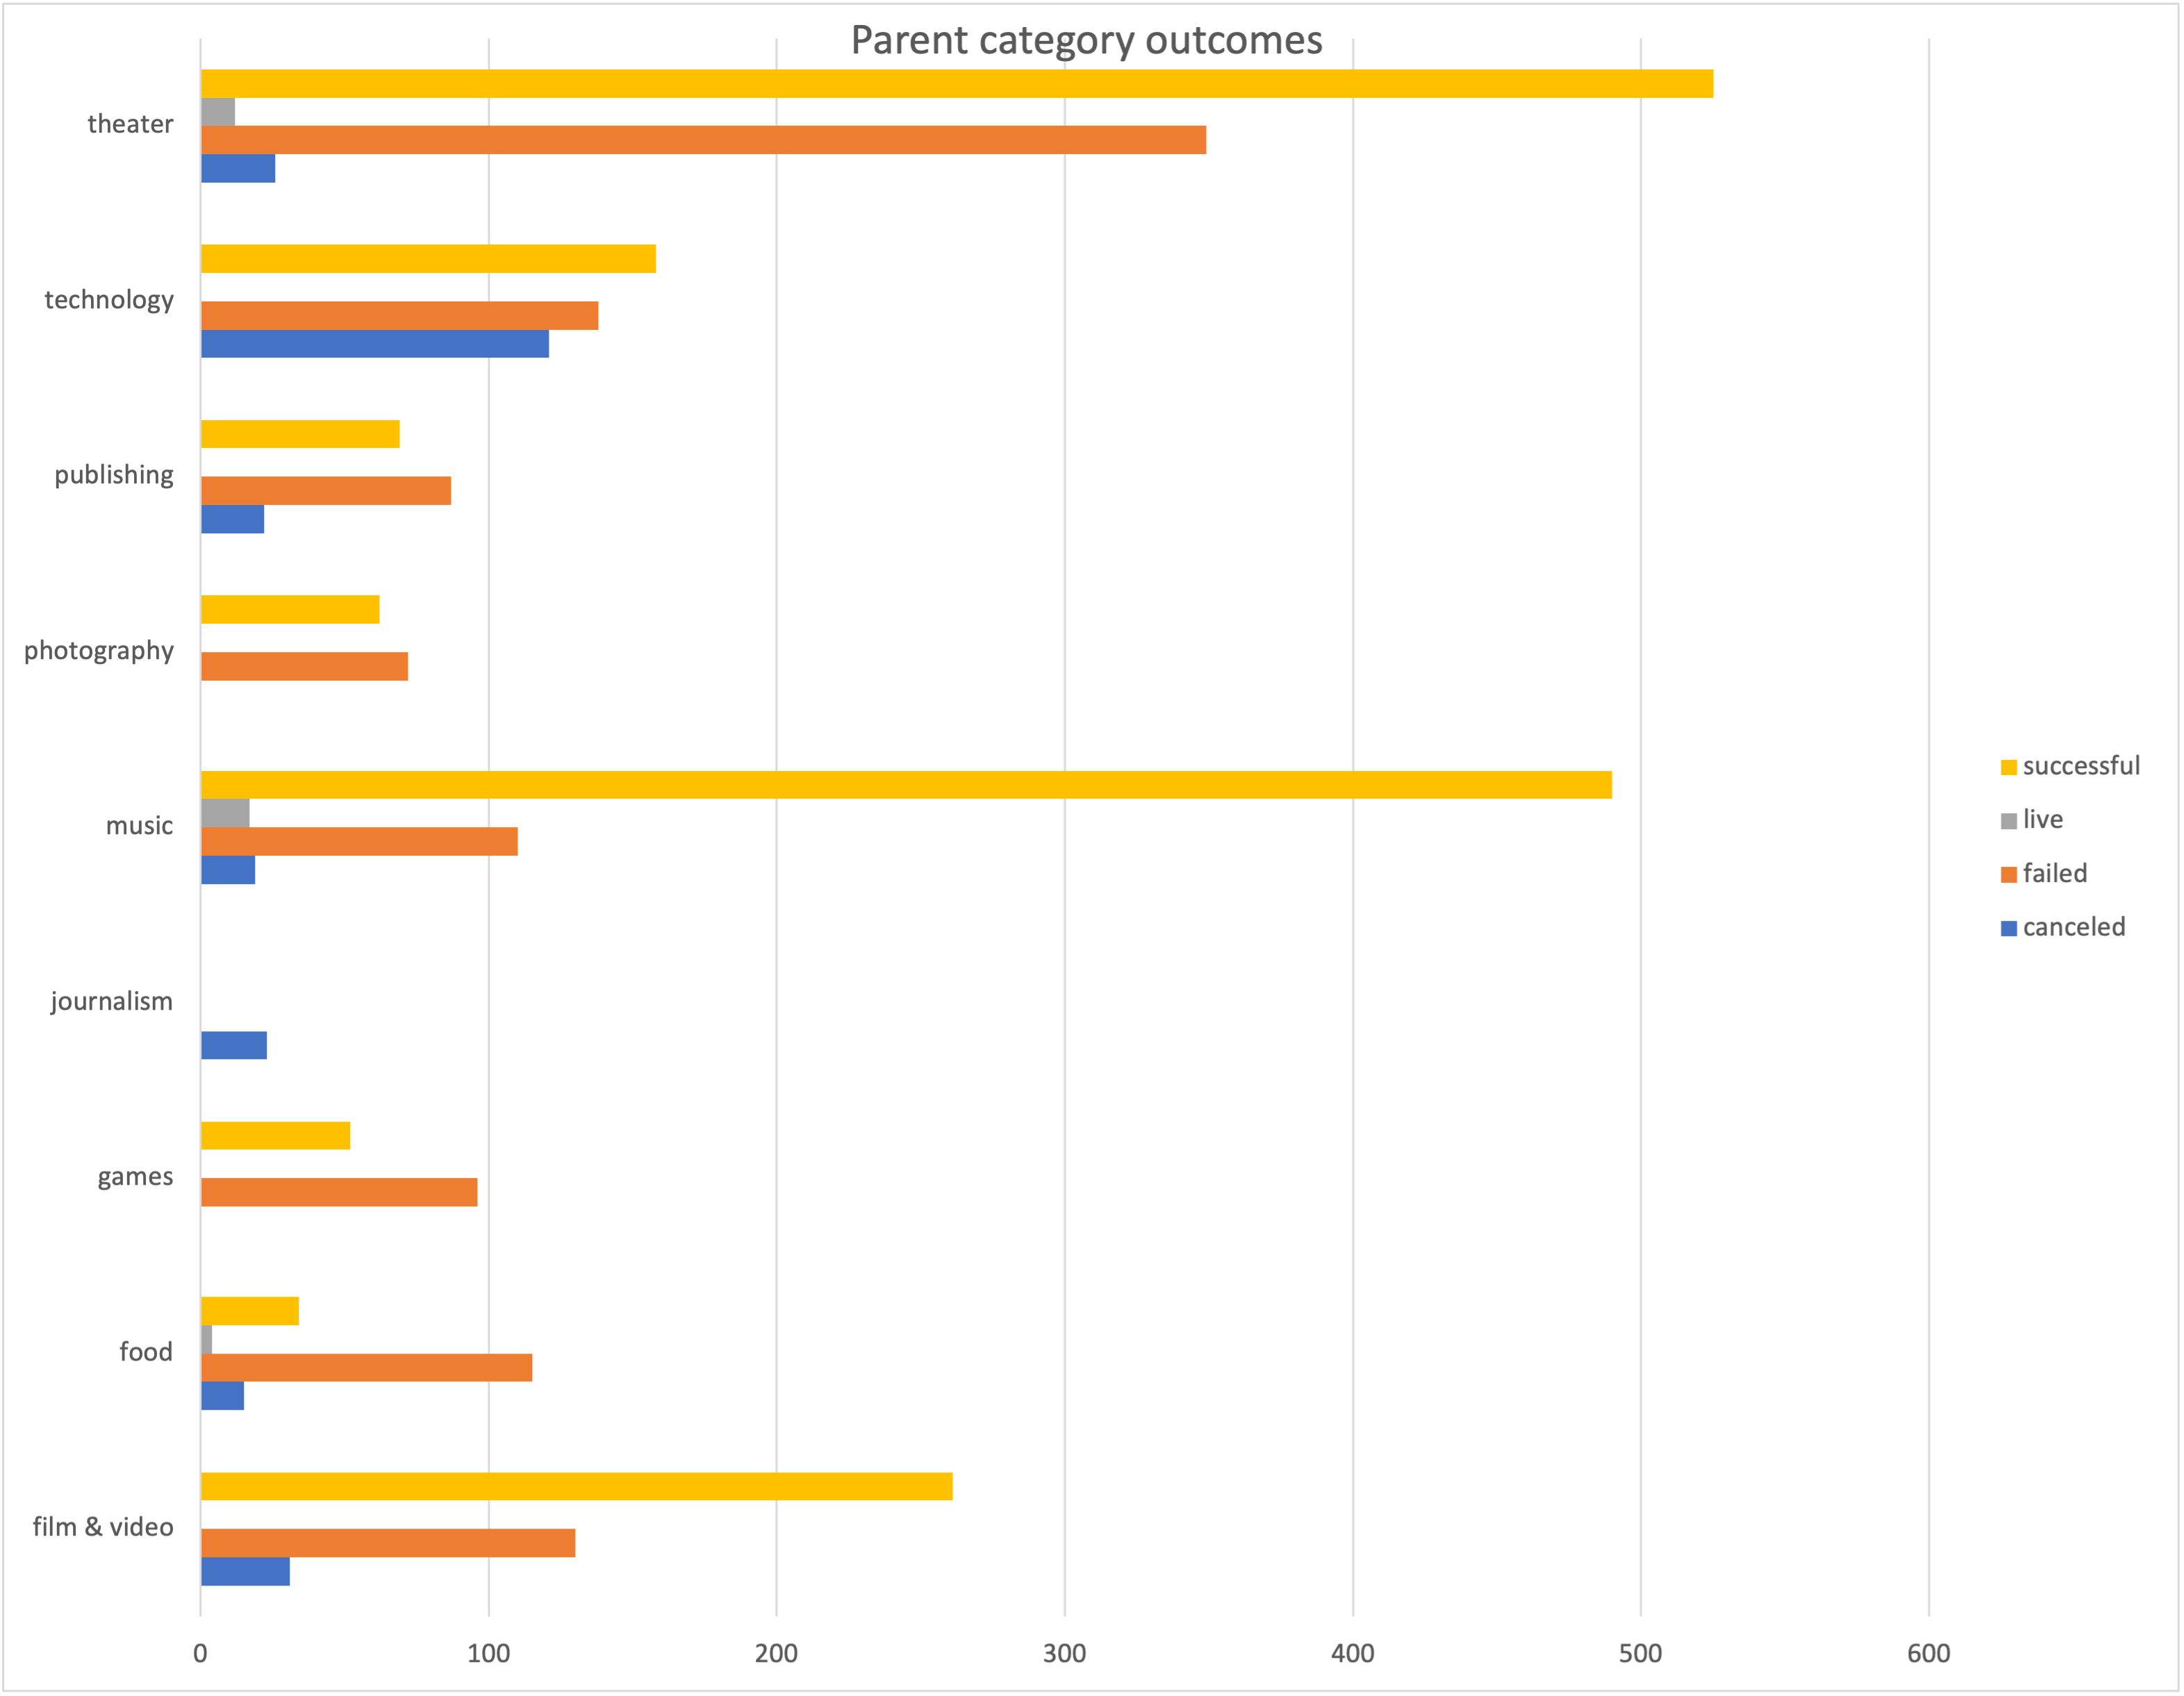 Parent category outcomes
theater
technology
publishing
photography
music
journalism
games
food
film & video
successful
live
failed
canceled
0 100 200 300 400 500 600